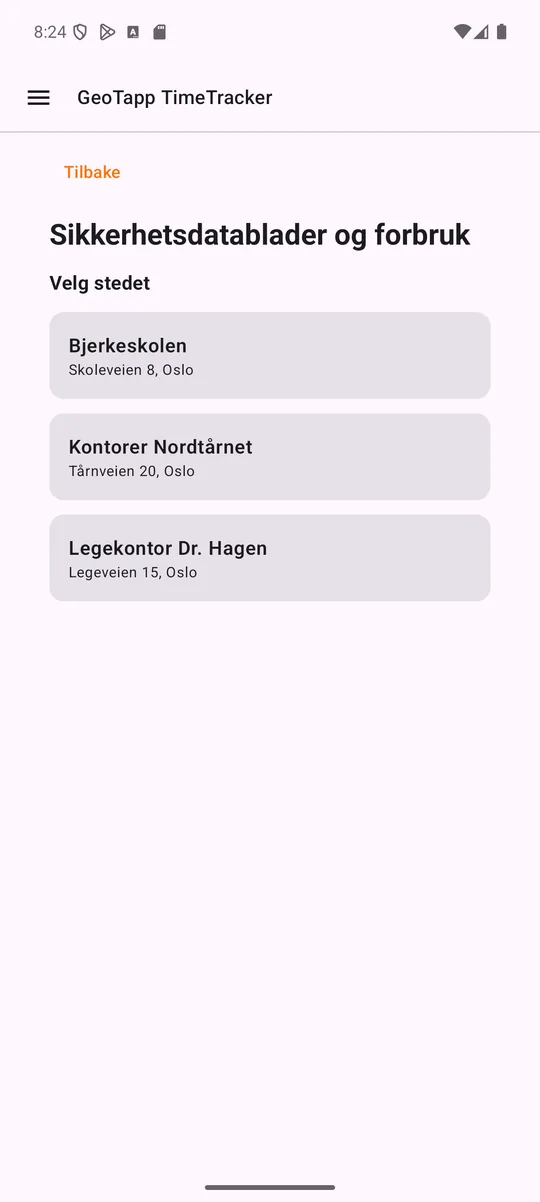 8:24
GeoTapp TimeTracker
Tilbake
Sikkerhetsdatablader og forbruk
Velg stedet
Bjerkeskolen
Skoleveien 8, Oslo
Kontorer Nordtårnet
Tårnveien 20, Oslo
Legekontor Dr. Hagen
Legeveien 15, Oslo